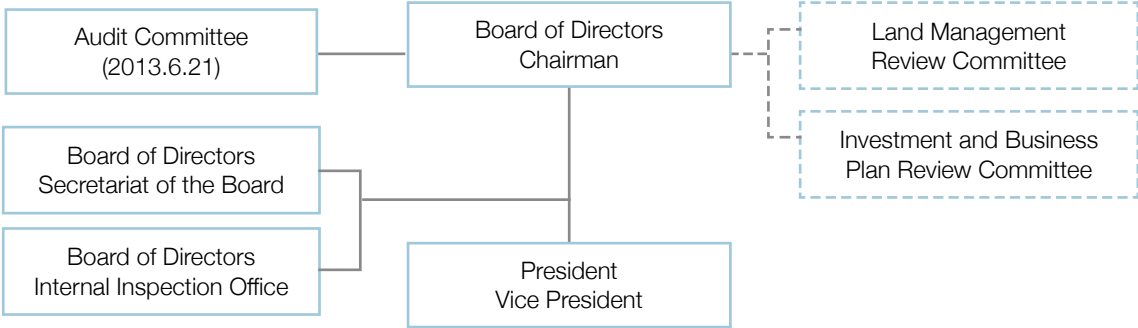 Audit Committee
(2013.6.21)
Board of Directors
Chairman
Land Management
Review Committee
Investment and Business
Plan Review Committee
Board of Directors
Secretariat of the Board
Board of Directors
Internal Inspection Office
President
Vice President